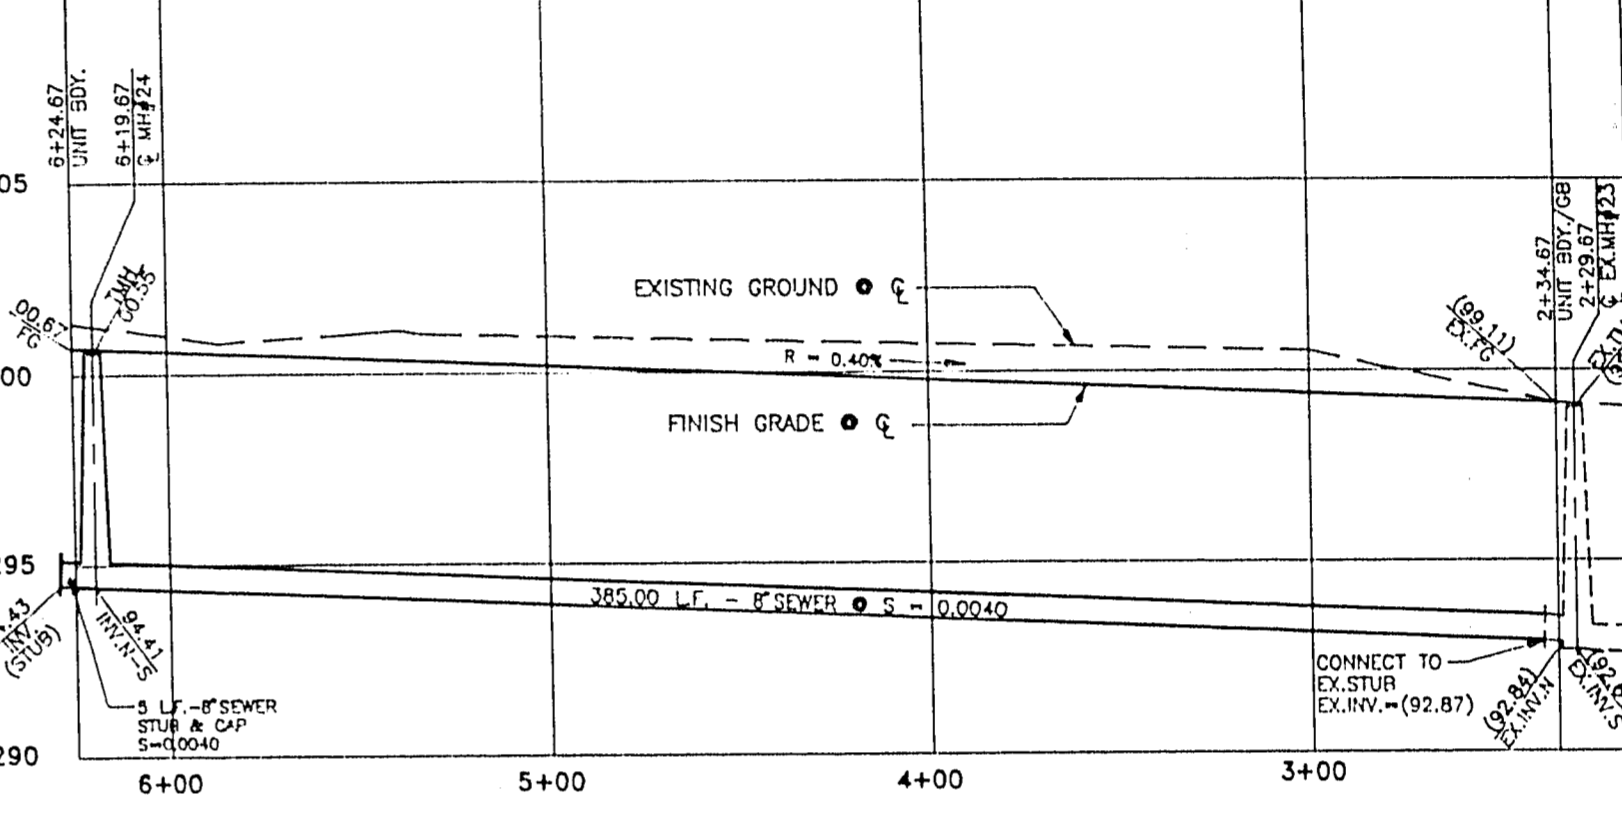 6+24.67
UNIT BDY.
6+19.67
℄ MH#24
05
2+34.67
UNIT BDY./GB
2+29.67
℄ EX.MH#23
TMH
00.55
00.67
FG
EXISTING GROUND @ ℄
R = 0.40%
(99.11)
EX.FG
00
FINISH GRADE @ ℄
295
385.00 L.F. - 8" SEWER @ S = 0.0040
.43
INV.
(STUB)
94.41
INV.N-S
5 L.F.-8" SEWER
STUB & CAP
S=0.0040
CONNECT TO
EX.STUB
EX.INV.=(92.87)
(92.84)
EX.INV.N
EX.INV.S
290
6+00
5+00
4+00
3+00